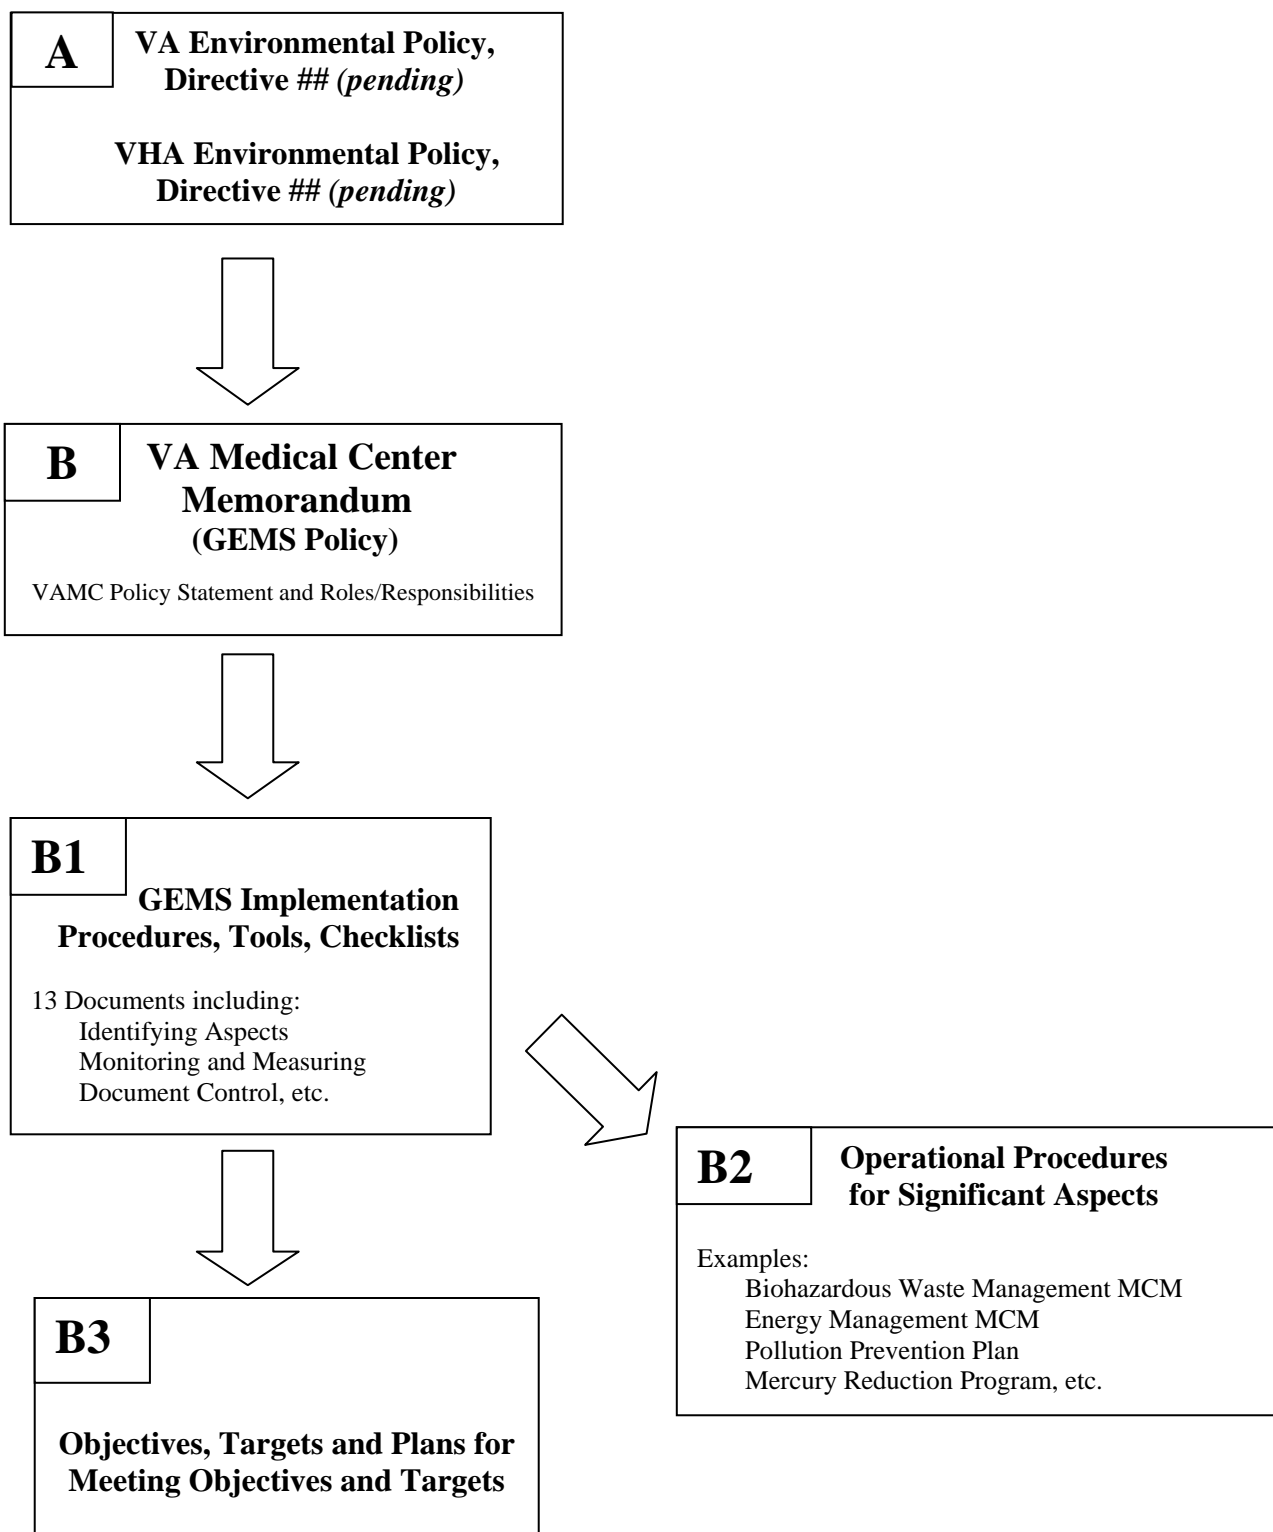 A
VA Environmental Policy,
Directive ## (pending)
VHA Environmental Policy,
Directive ## (pending)
B
VA Medical Center
Memorandum
(GEMS Policy)
VAMC Policy Statement and Roles/Responsibilities
B1
GEMS Implementation
Procedures, Tools, Checklists
13 Documents including:
Identifying Aspects
Monitoring and Measuring
Document Control, etc.
B2
Operational Procedures
for Significant Aspects
Examples:
Biohazardous Waste Management MCM
Energy Management MCM
Pollution Prevention Plan
Mercury Reduction Program, etc.
B3
Objectives, Targets and Plans for
Meeting Objectives and Targets